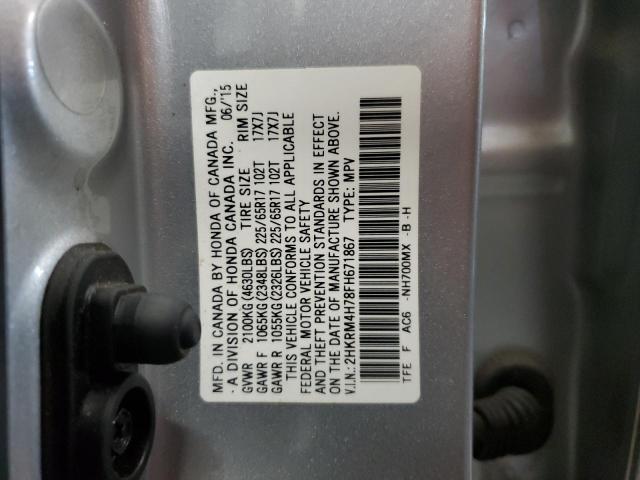 MFD. IN CANADA BY HONDA OF CANADA MFG.,
A DIVISION OF HONDA CANADA INC. 06/15
GVWR 2100KG(4630LBS) TIRE SIZE RIM SIZE
GAWR F 1065KG(2348LBS) 225/65R17 102T 17X7J
GAWR R 1055KG(2326LBS) 225/65R17 102T 17X7J
THIS VEHICLE CONFORMS TO ALL APPLICABLE
FEDERAL MOTOR VEHICLE SAFETY
AND THEFT PREVENTION STANDARDS IN EFFECT
ON THE DATE OF MANUFACTURE SHOWN ABOVE.
V.I.N.: 2HKRM4H78FH671867 TYPE: MPV
TFE F AC6 -NH700MX -B -H